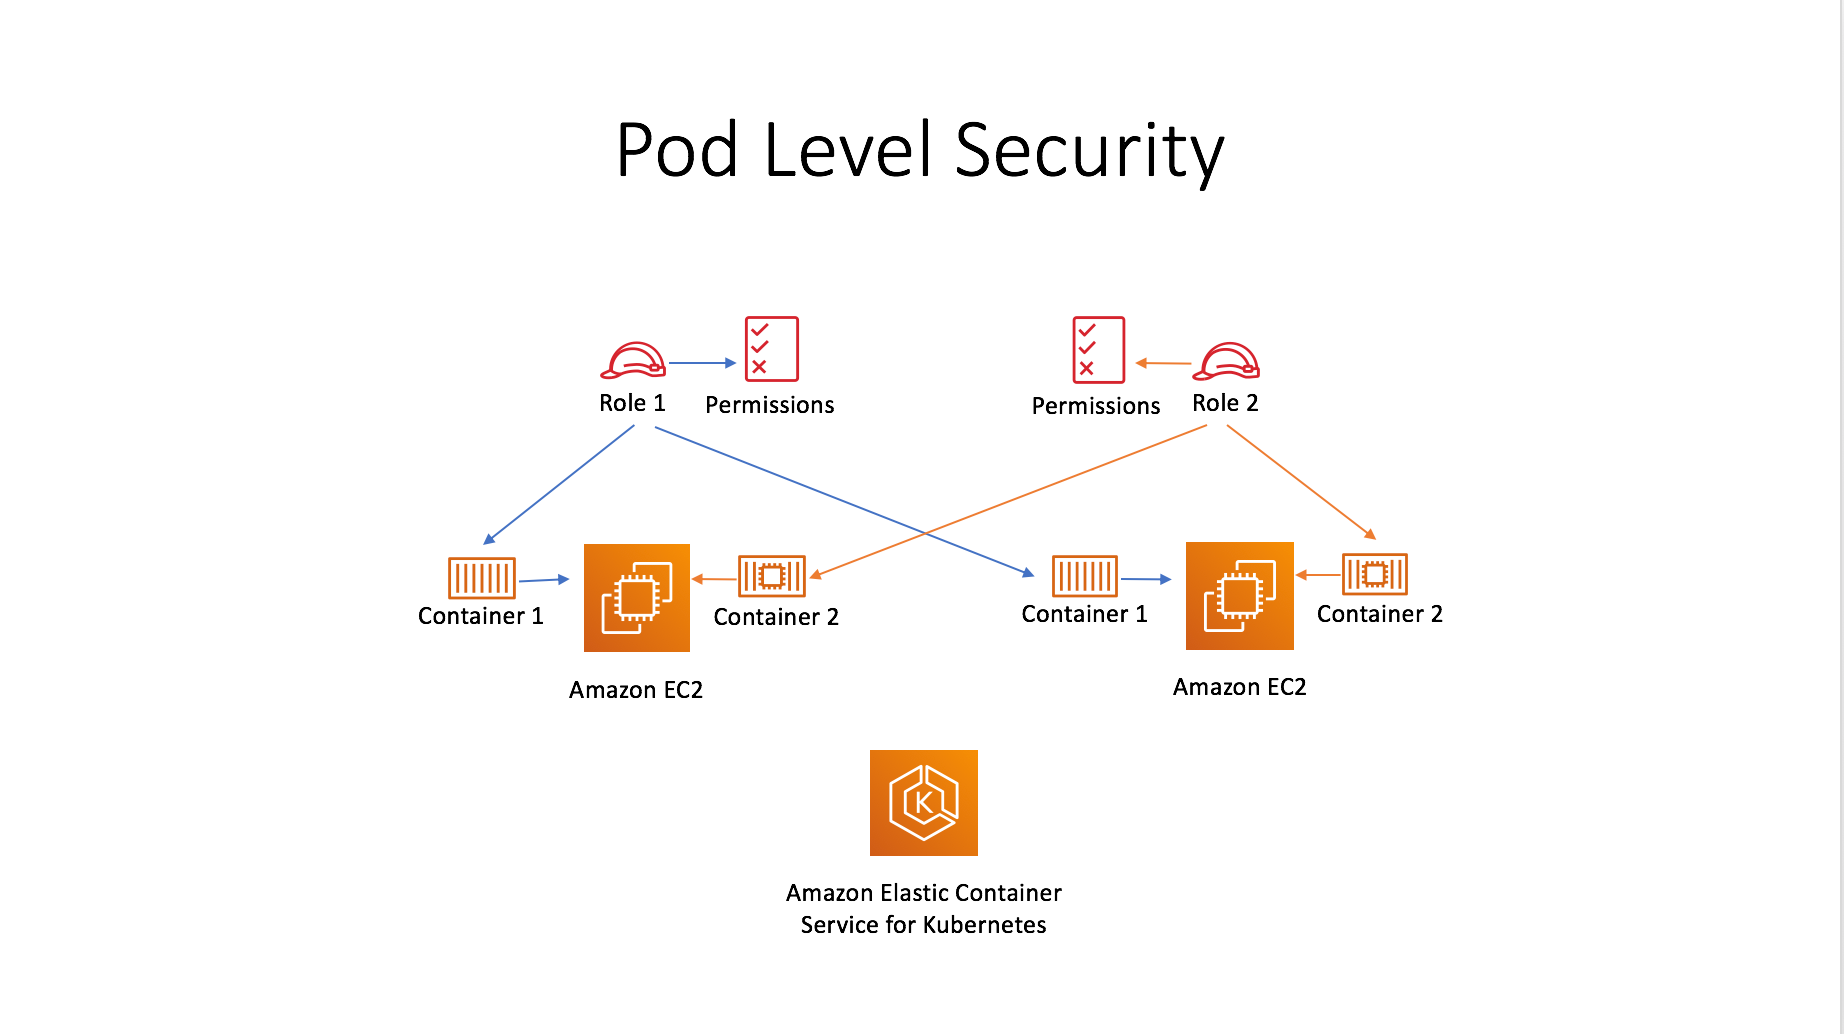 Pod Level Security
Role 1
Permissions
Permissions
Role 2
Container 1
Container 2
Container 1
Container 2
Amazon EC2
Amazon EC2
K
Amazon Elastic Container
Service for Kubernetes